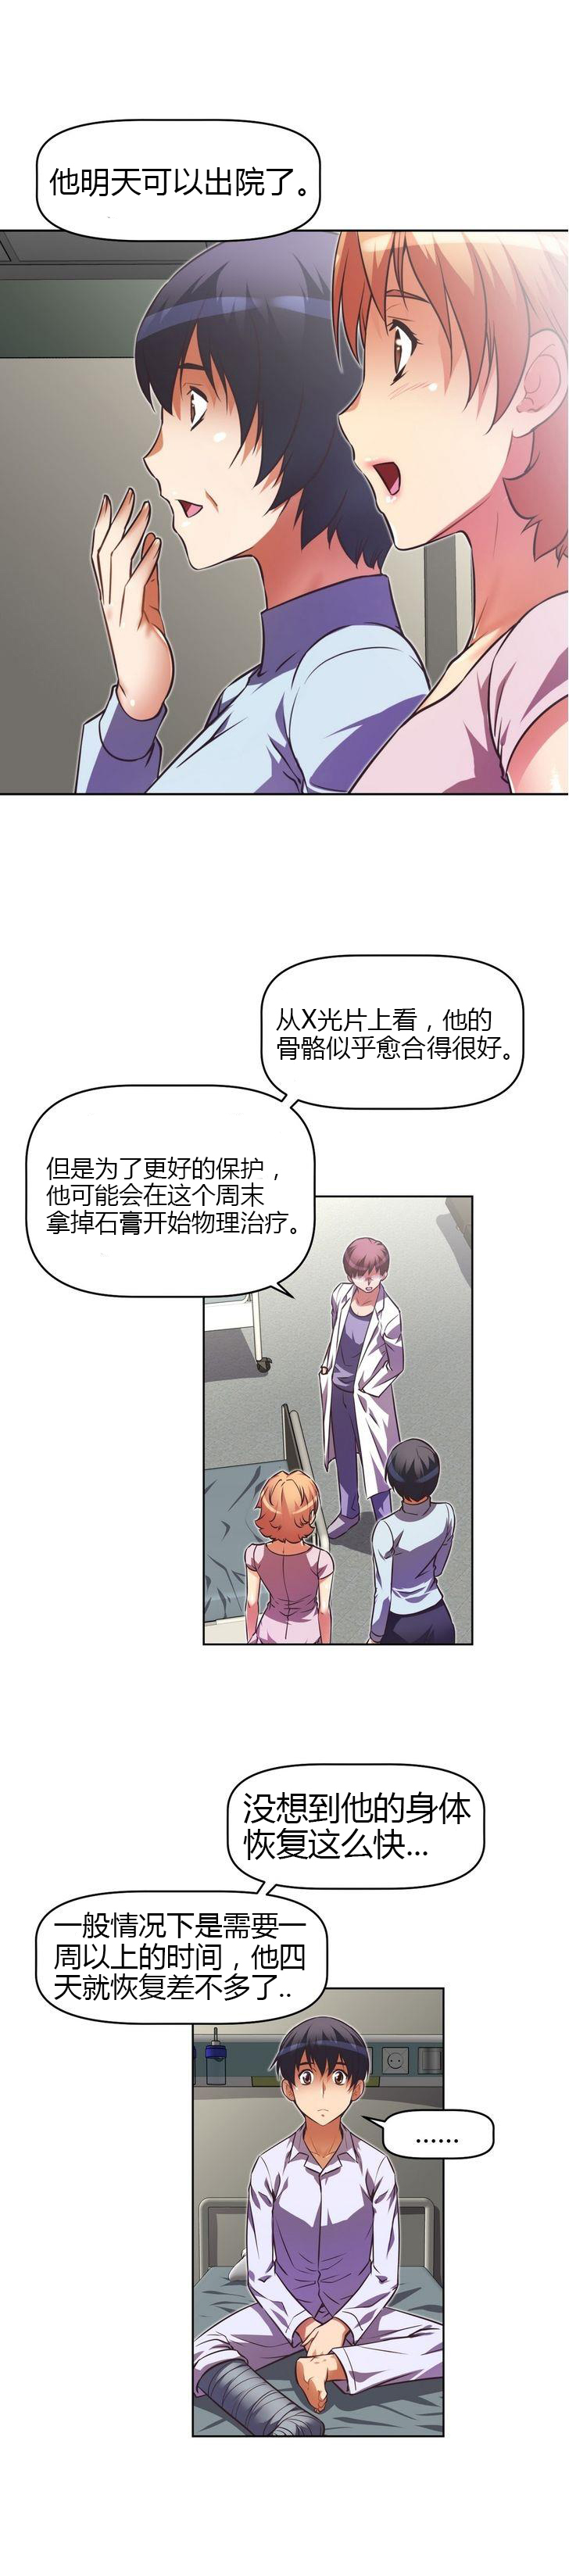 他明天可以出院了。
从X光片上看，他的
骨骼似乎愈合得很好。
但是为了更好的保护，
他可能会在这个周末
拿掉石膏开始物理治疗。
没想到他的身体
恢复这么快...
一般情况下是需要一
周以上的时间，他四
天就恢复差不多了..
......